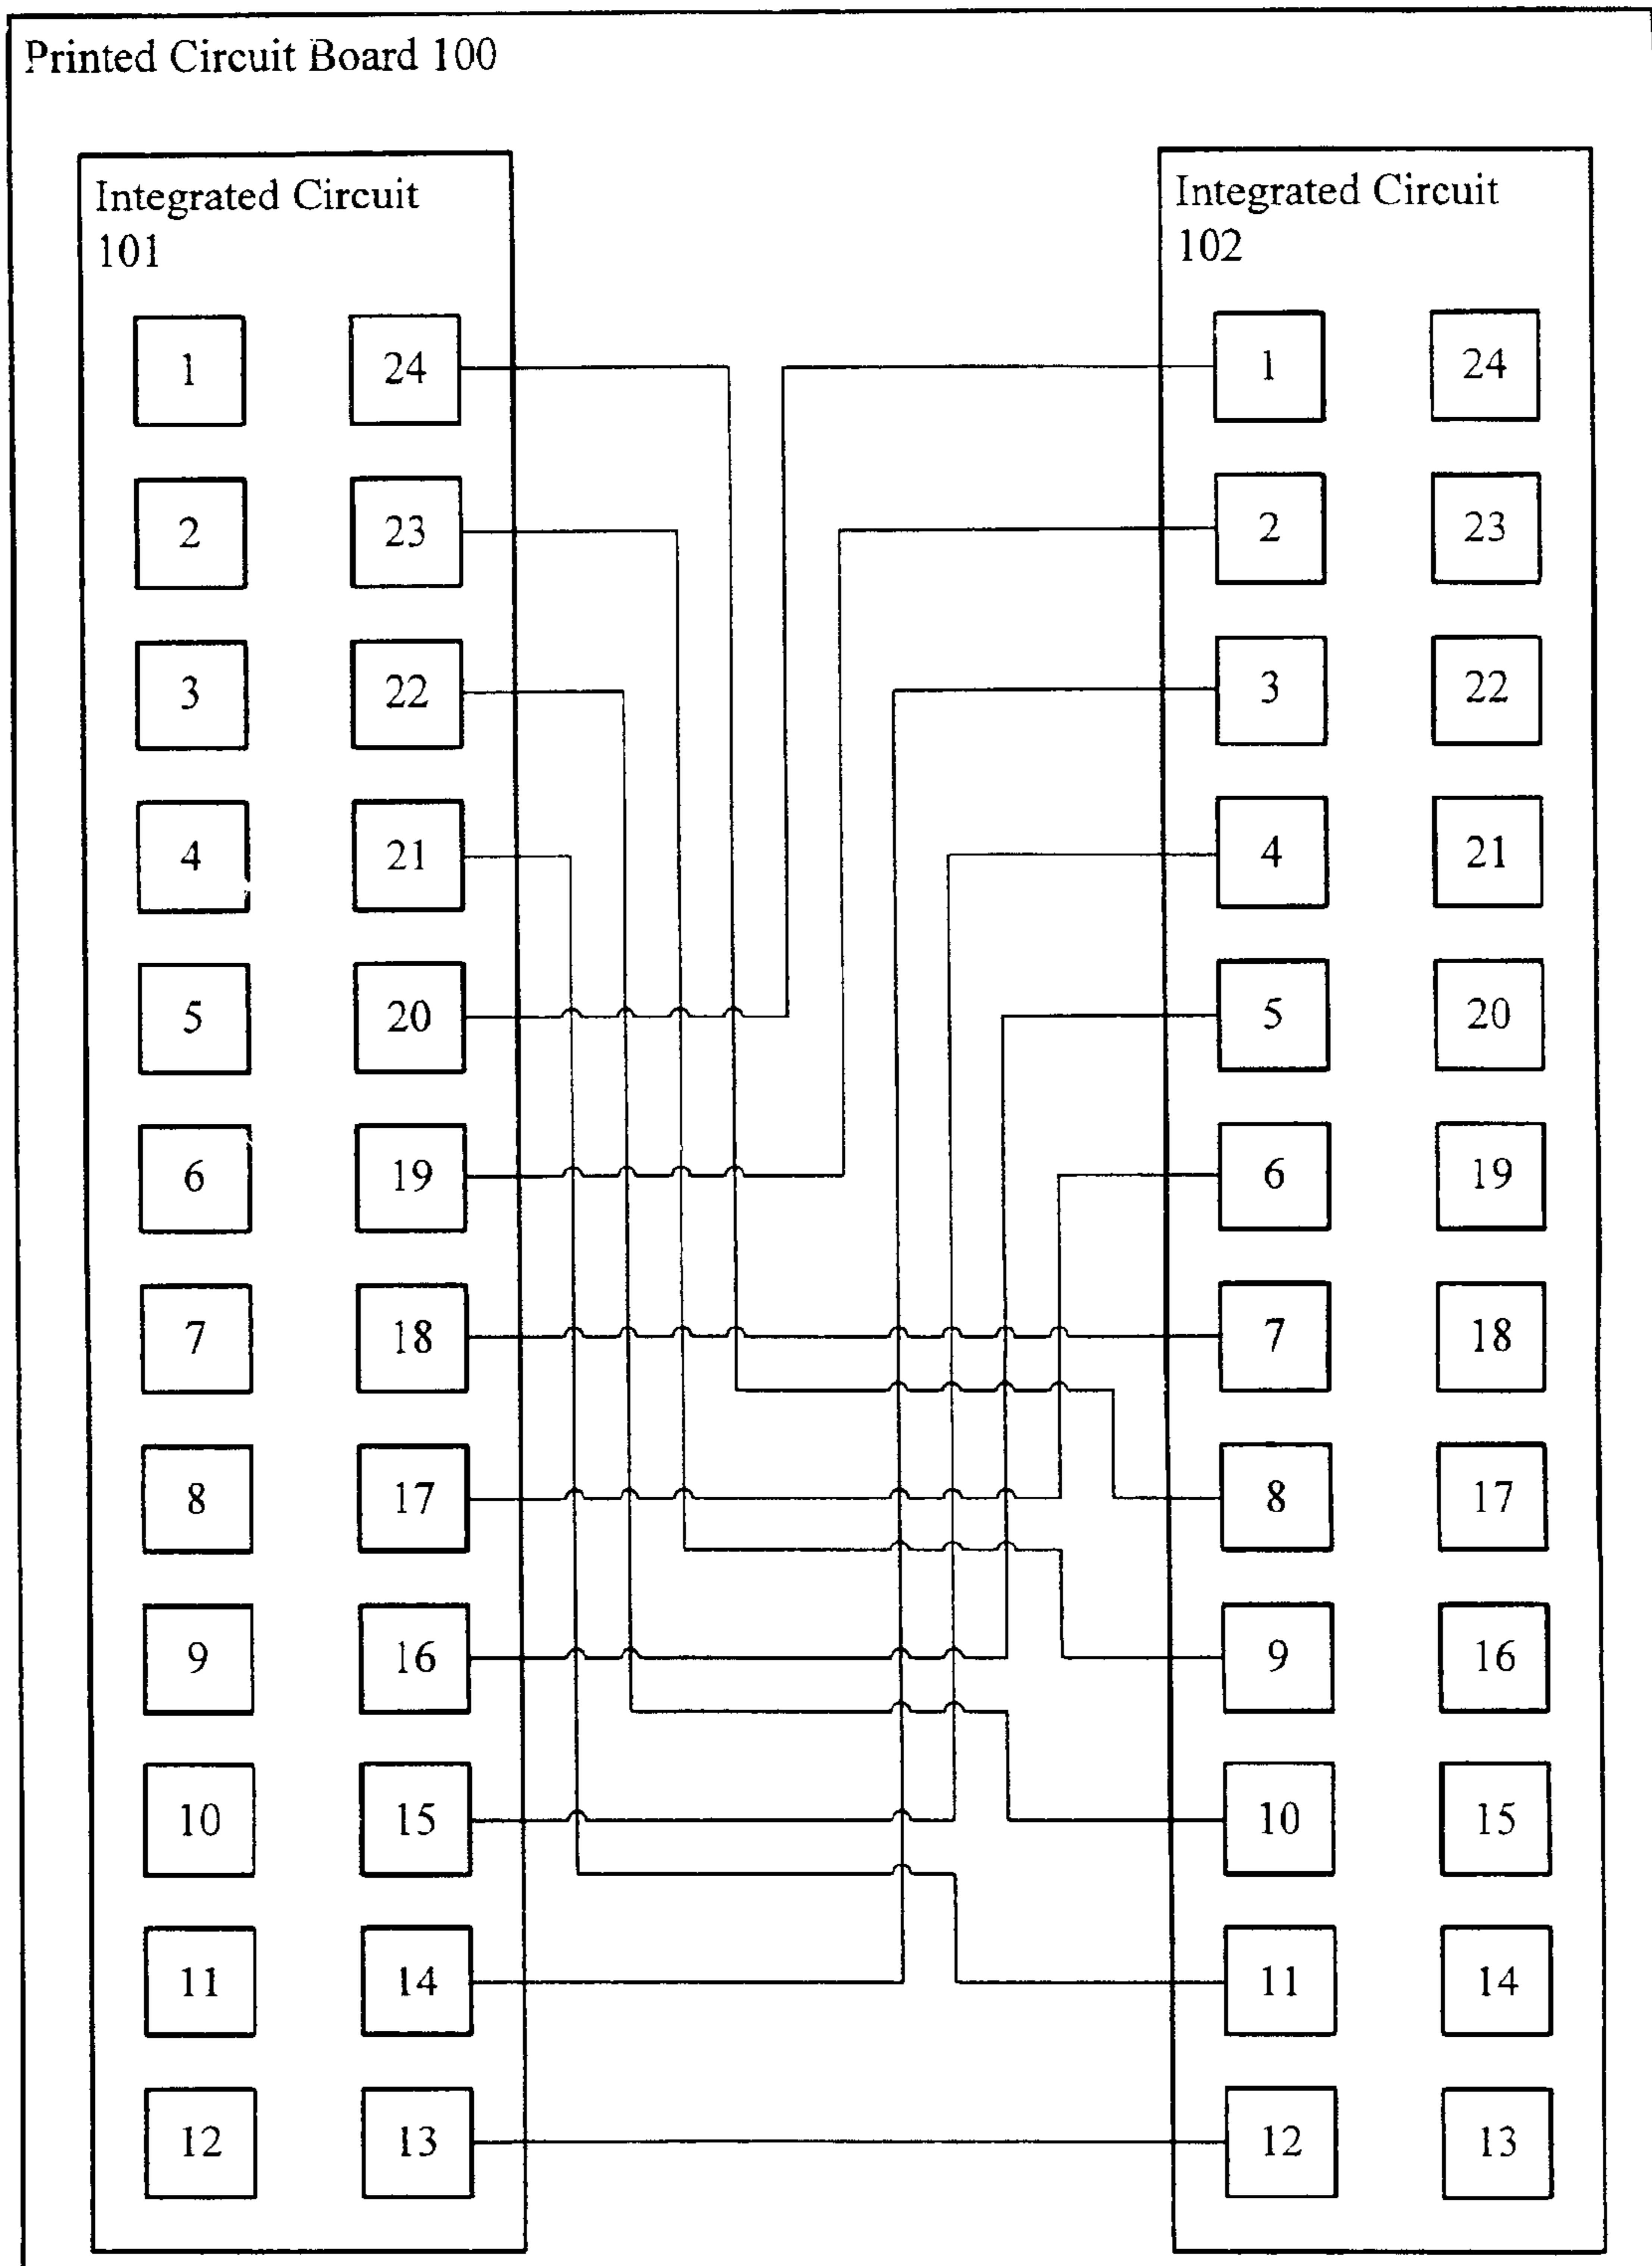 Printed Circuit Board 100
Integrated Circuit
101
Integrated Circuit
102
1 24 1 24
2 23 2 23
3 22 3 22
4 21 4 21
5 20 5 20
6 19 6 19
7 18 7 18
8 17 8 17
9 16 9 16
10 15 10 15
11 14 11 14
12 13 12 13